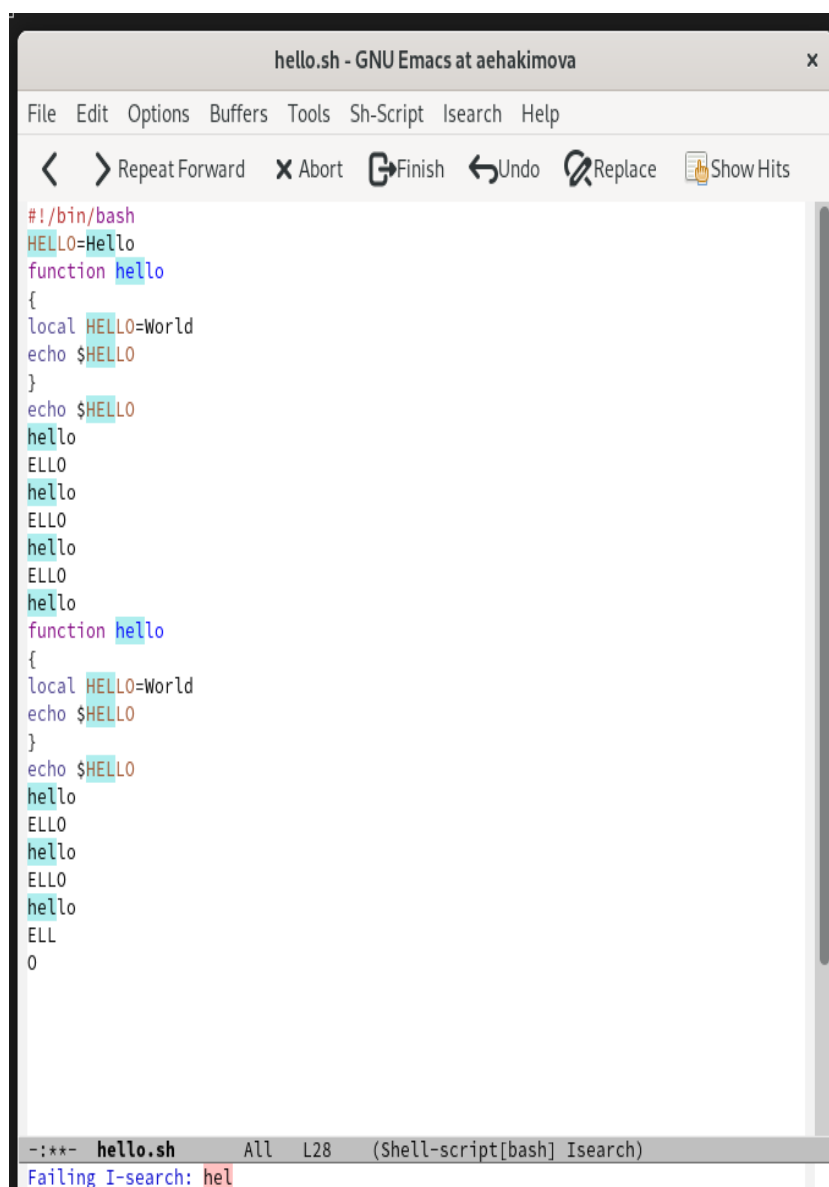 hello.sh - GNU Emacs at aehakimova x
File Edit Options Buffers Tools Sh-Script Isearch Help
Repeat Forward Abort Finish Undo Replace Show Hits
#!/bin/bash
HELLO=Hello
function hello
{
local HELLO=World
echo $HELLO
}
echo $HELLO
hello
ELLO
hello
ELLO
hello
ELLO
hello
function hello
{
local HELLO=World
echo $HELLO
}
echo $HELLO
hello
ELLO
hello
ELLO
hello
ELL
O
-:**- hello.sh All L28 (Shell-script[bash] Isearch)
Failing I-search: hel